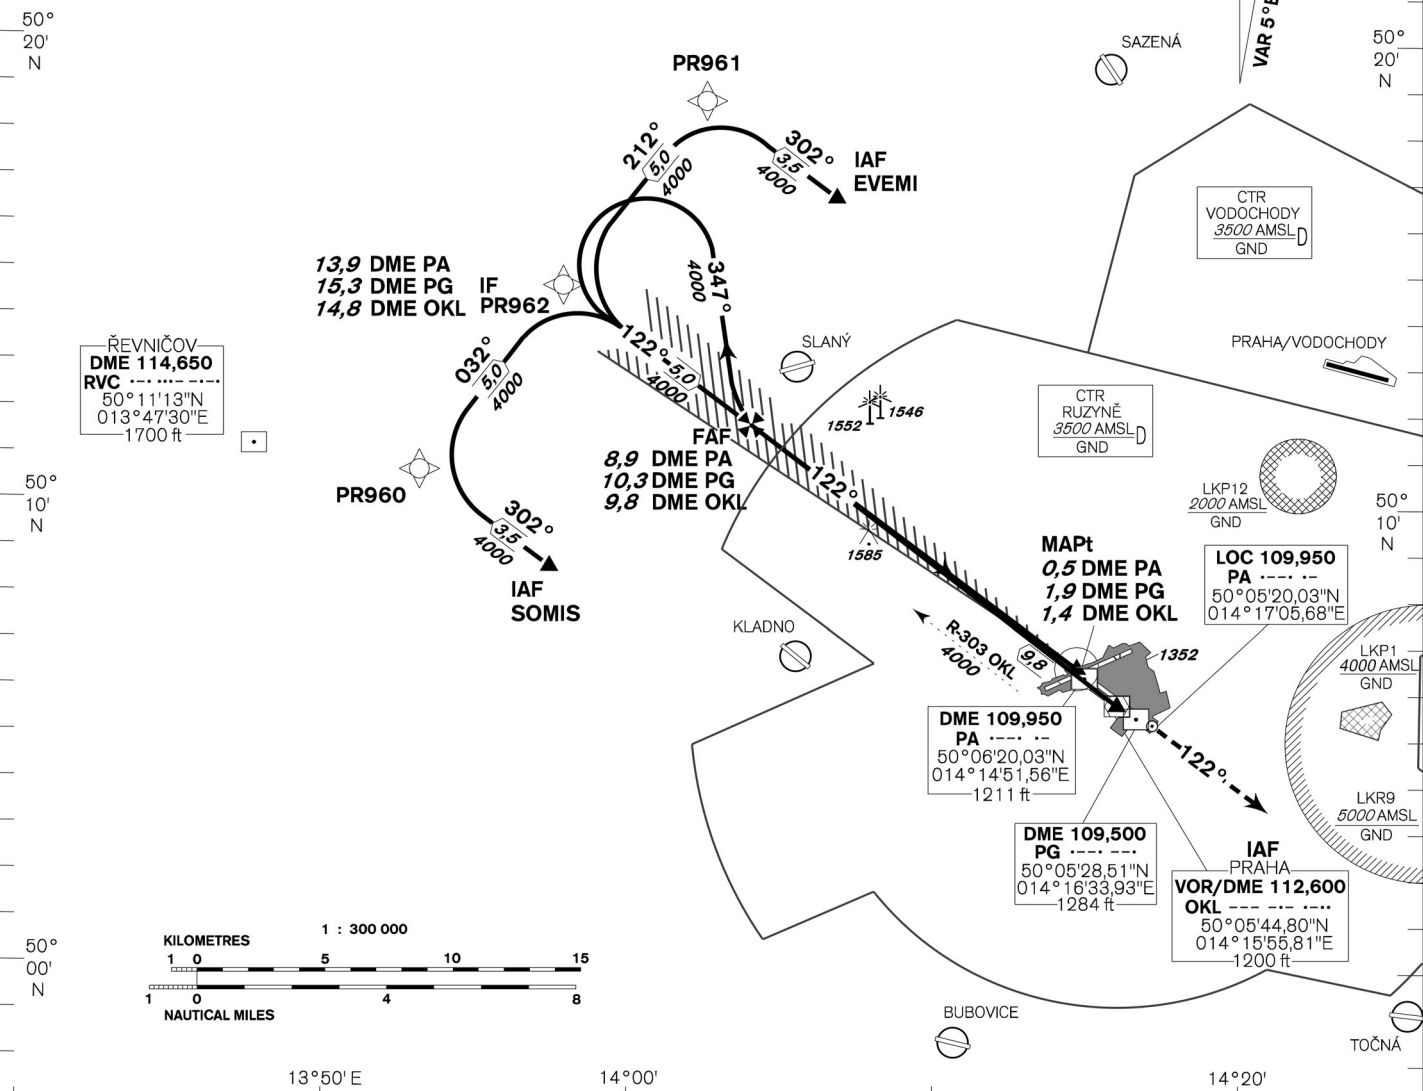 50°
20'
N
PR961
SAZENÁ
VAR 5°E
50°
20'
N
212°
5,0
4000
302°
3,5
4000
IAF
EVEMI
CTR
VODOCHODY
3500 AMSL D
GND
13,9 DME PA
15,3 DME PG
14,8 DME OKL
IF
PR962
347°
4000
ŘEVNIČOV
DME 114,650
RVC ·−· ···− −·−·
50°11'13"N
013°47'30"E
1700 ft
032°
5,0
4000
122°
5,0
4000
SLANÝ
1552
1546
PRAHA/VODOCHODY
CTR
RUZYNĚ
3500 AMSL D
GND
FAF
8,9 DME PA
10,3 DME PG
9,8 DME OKL
122°
PR960
302°
3,5
4000
IAF
SOMIS
50°
10'
N
LKP12
2000 AMSL
GND
50°
10'
N
1585
MAPt
0,5 DME PA
1,9 DME PG
1,4 DME OKL
LOC 109,950
PA ·−−· ·−
50°05'20,03"N
014°17'05,68"E
KLADNO
R-303 OKL
4000
9,8
1352
LKP1
4000 AMSL
GND
DME 109,950
PA ·−−· ·−
50°06'20,03"N
014°14'51,56"E
1211 ft
122°
LKR9
5000 AMSL
GND
DME 109,500
PG ·−−· −−·
50°05'28,51"N
014°16'33,93"E
1284 ft
IAF
PRAHA
VOR/DME 112,600
OKL −−− −·− ·−··
50°05'44,80"N
014°15'55,81"E
1200 ft
50°
00'
N
1 : 300 000
KILOMETRES
1 0 5 10 15
1 0 4 8
NAUTICAL MILES
BUBOVICE
TOČNÁ
13°50' E
14°00'
14°20'